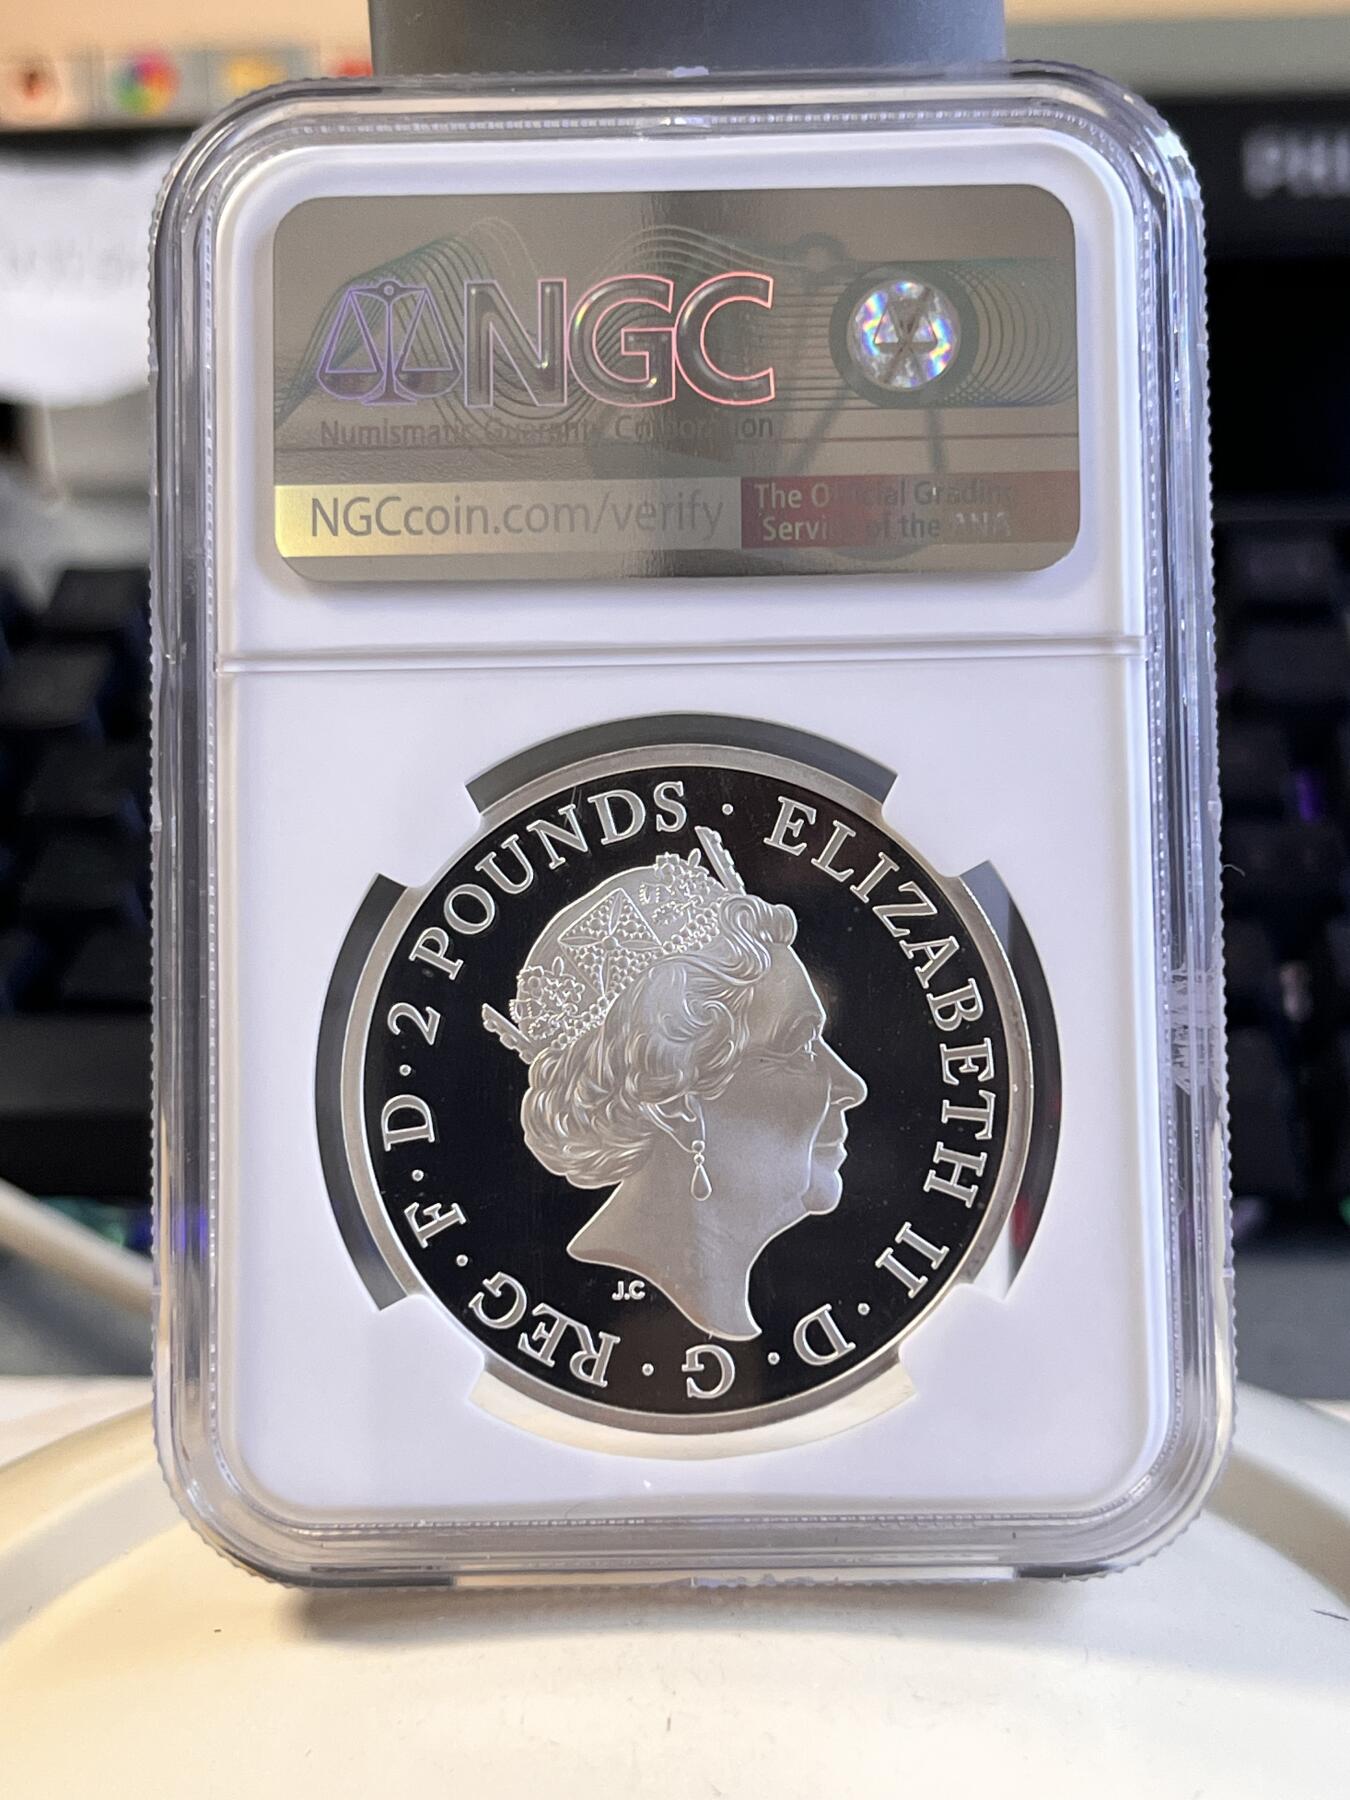 NGC
Numismatic Guaranty Corporation
NGCcoin.com/verify
The Official Grading
Service of the ANA
ELIZABETH II · D · G · REG · F · D · 2 POUNDS ·
J.C